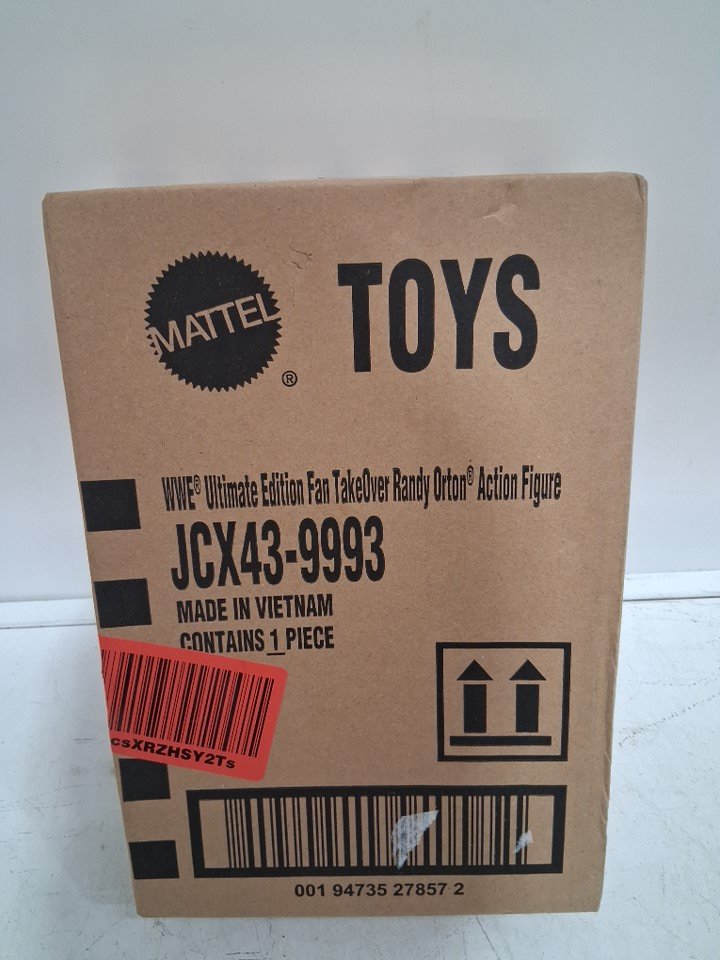 MATTEL
®
TOYS
WWE® Ultimate Edition Fan TakeOver Randy Orton® Action Figure
JCX43-9993
MADE IN VIETNAM
CONTAINS 1 PIECE
csXRZHSY2Ts
001 94735 27857 2